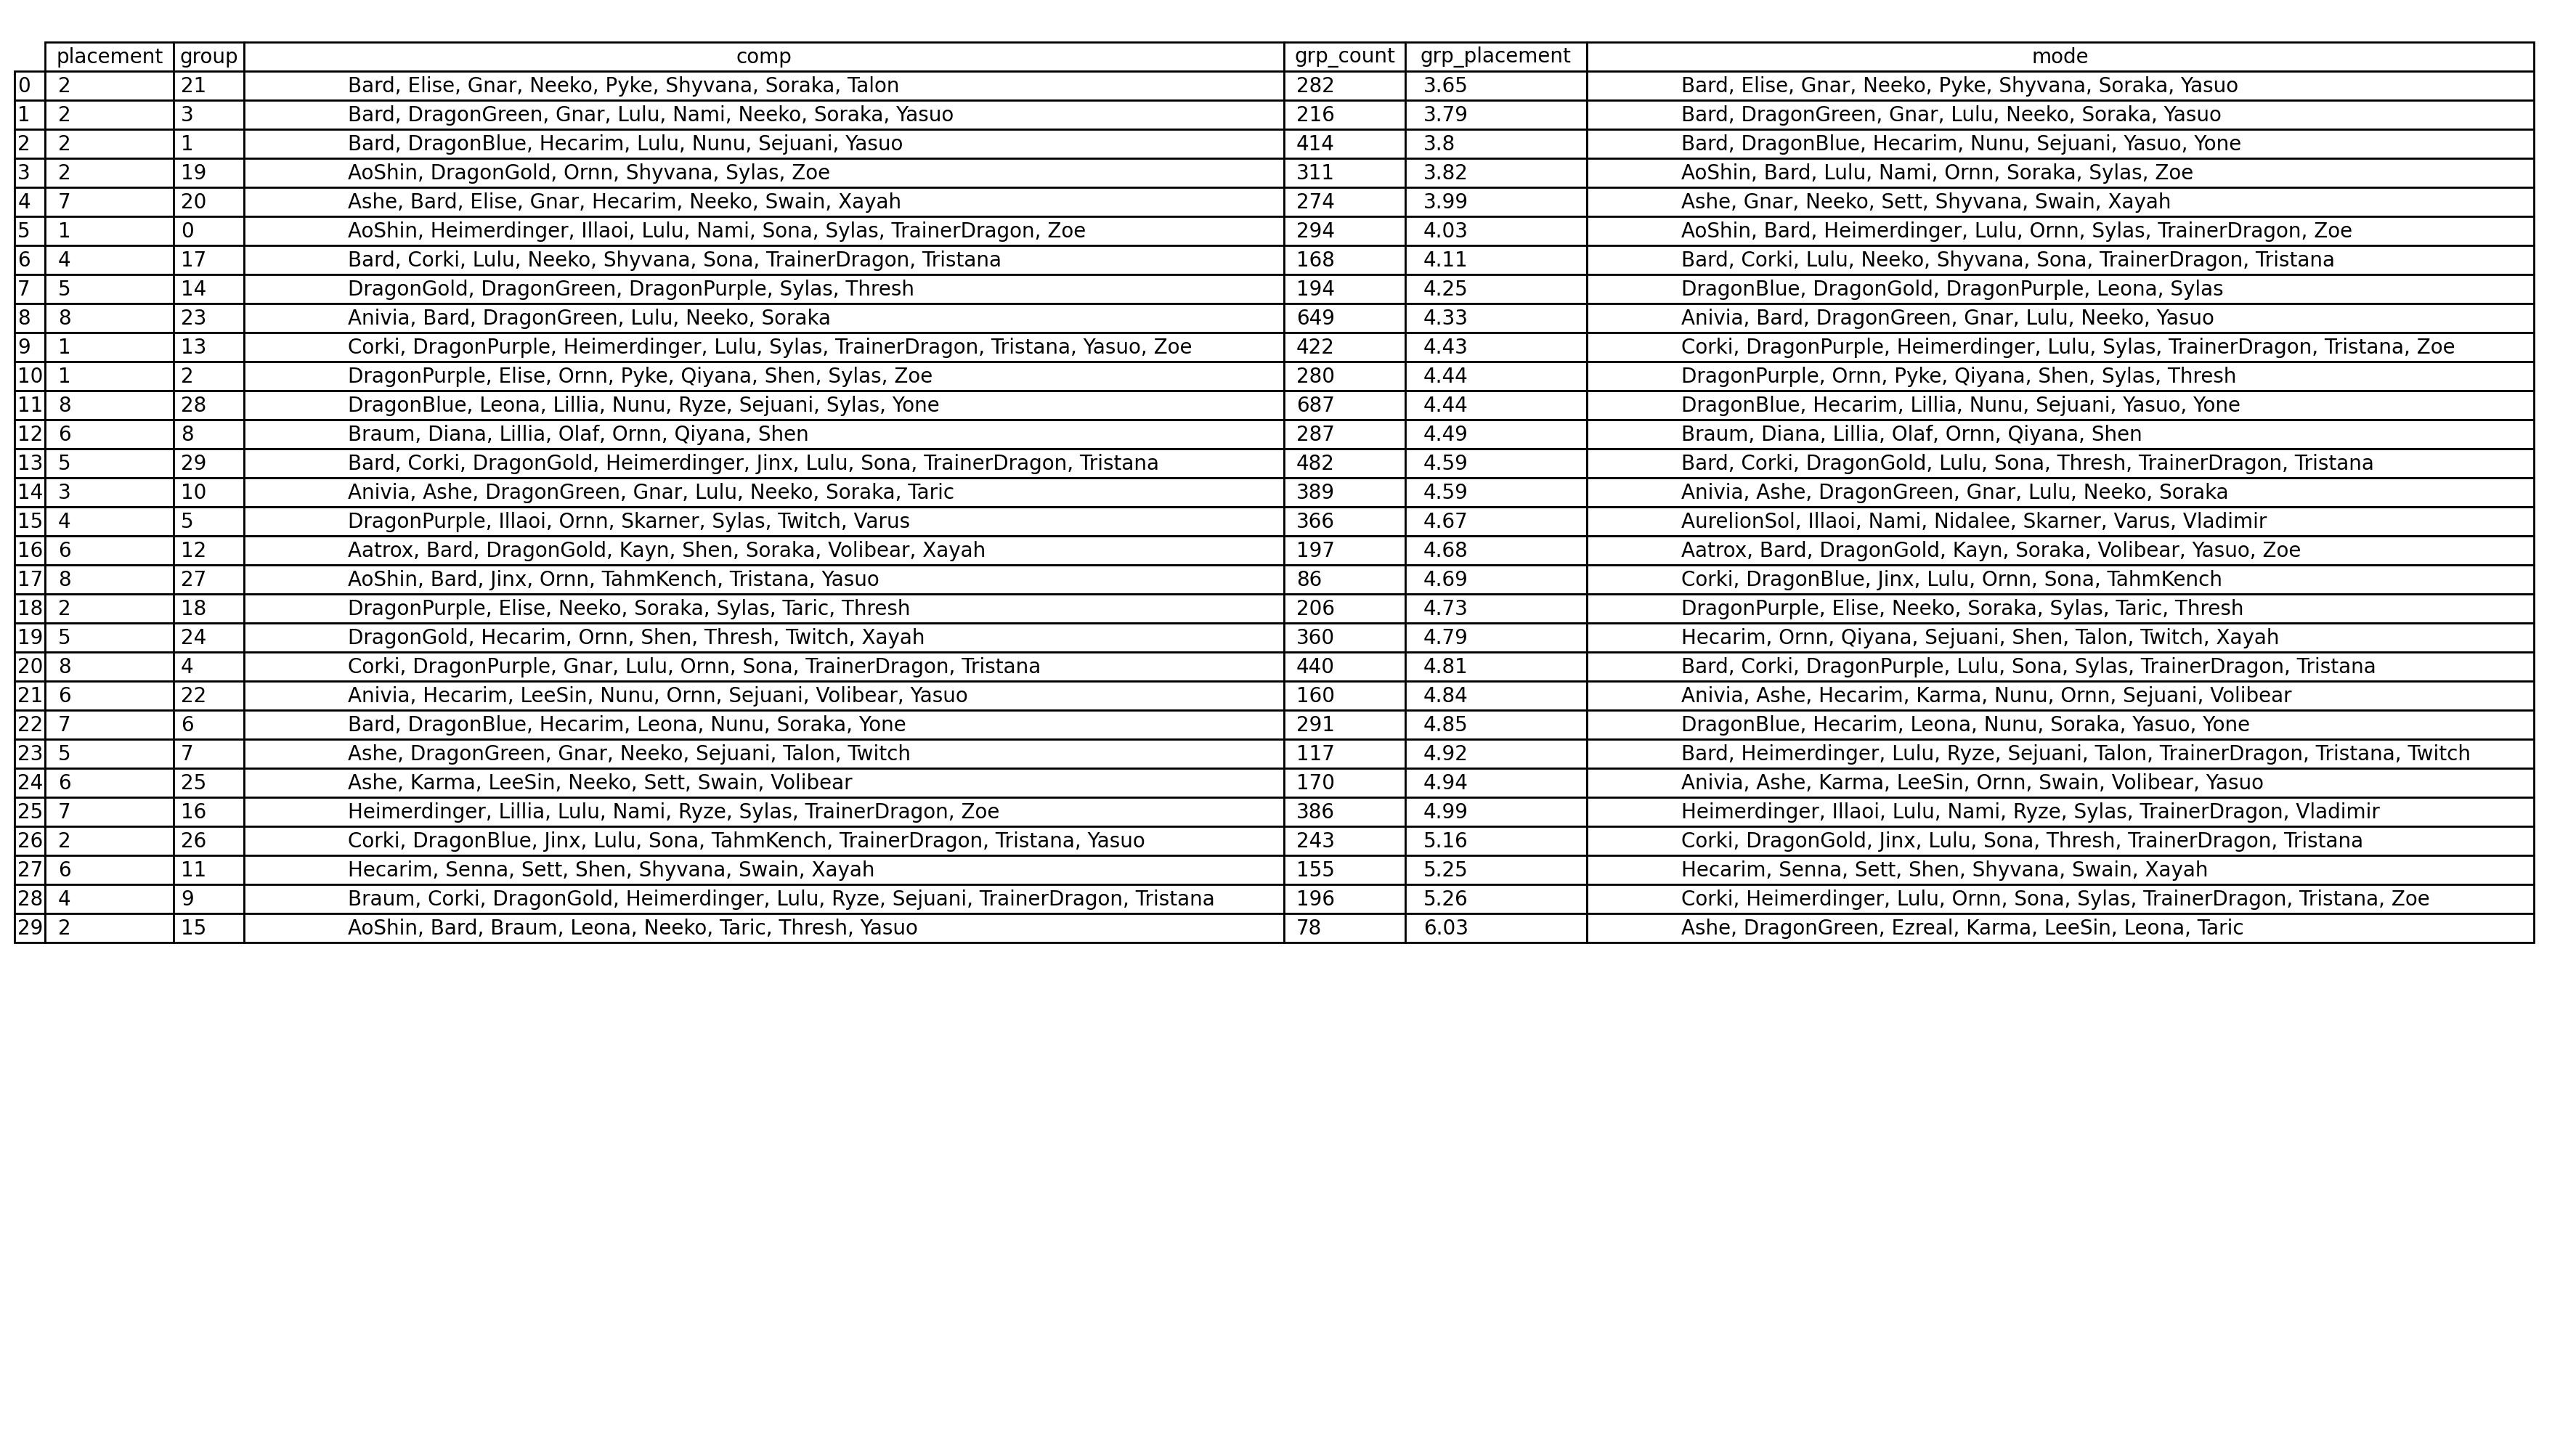 placement group comp grp_count grp_placement mode
0 2 21 Bard, Elise, Gnar, Neeko, Pyke, Shyvana, Soraka, Talon 282 3.65 Bard, Elise, Gnar, Neeko, Pyke, Shyvana, Soraka, Yasuo
1 2 3 Bard, DragonGreen, Gnar, Lulu, Nami, Neeko, Soraka, Yasuo 216 3.79 Bard, DragonGreen, Gnar, Lulu, Neeko, Soraka, Yasuo
2 2 1 Bard, DragonBlue, Hecarim, Lulu, Nunu, Sejuani, Yasuo 414 3.8 Bard, DragonBlue, Hecarim, Nunu, Sejuani, Yasuo, Yone
3 2 19 AoShin, DragonGold, Ornn, Shyvana, Sylas, Zoe 311 3.82 AoShin, Bard, Lulu, Nami, Ornn, Soraka, Sylas, Zoe
4 7 20 Ashe, Bard, Elise, Gnar, Hecarim, Neeko, Swain, Xayah 274 3.99 Ashe, Gnar, Neeko, Sett, Shyvana, Swain, Xayah
5 1 0 AoShin, Heimerdinger, Illaoi, Lulu, Nami, Sona, Sylas, TrainerDragon, Zoe 294 4.03 AoShin, Bard, Heimerdinger, Lulu, Ornn, Sylas, TrainerDragon, Zoe
6 4 17 Bard, Corki, Lulu, Neeko, Shyvana, Sona, TrainerDragon, Tristana 168 4.11 Bard, Corki, Lulu, Neeko, Shyvana, Sona, TrainerDragon, Tristana
7 5 14 DragonGold, DragonGreen, DragonPurple, Sylas, Thresh 194 4.25 DragonBlue, DragonGold, DragonPurple, Leona, Sylas
8 8 23 Anivia, Bard, DragonGreen, Lulu, Neeko, Soraka 649 4.33 Anivia, Bard, DragonGreen, Gnar, Lulu, Neeko, Yasuo
9 1 13 Corki, DragonPurple, Heimerdinger, Lulu, Sylas, TrainerDragon, Tristana, Yasuo, Zoe 422 4.43 Corki, DragonPurple, Heimerdinger, Lulu, Sylas, TrainerDragon, Tristana, Zoe
10 1 2 DragonPurple, Elise, Ornn, Pyke, Qiyana, Shen, Sylas, Zoe 280 4.44 DragonPurple, Ornn, Pyke, Qiyana, Shen, Sylas, Thresh
11 8 28 DragonBlue, Leona, Lillia, Nunu, Ryze, Sejuani, Sylas, Yone 687 4.44 DragonBlue, Hecarim, Lillia, Nunu, Sejuani, Yasuo, Yone
12 6 8 Braum, Diana, Lillia, Olaf, Ornn, Qiyana, Shen 287 4.49 Braum, Diana, Lillia, Olaf, Ornn, Qiyana, Shen
13 5 29 Bard, Corki, DragonGold, Heimerdinger, Jinx, Lulu, Sona, TrainerDragon, Tristana 482 4.59 Bard, Corki, DragonGold, Lulu, Sona, Thresh, TrainerDragon, Tristana
14 3 10 Anivia, Ashe, DragonGreen, Gnar, Lulu, Neeko, Soraka, Taric 389 4.59 Anivia, Ashe, DragonGreen, Gnar, Lulu, Neeko, Soraka
15 4 5 DragonPurple, Illaoi, Ornn, Skarner, Sylas, Twitch, Varus 366 4.67 AurelionSol, Illaoi, Nami, Nidalee, Skarner, Varus, Vladimir
16 6 12 Aatrox, Bard, DragonGold, Kayn, Shen, Soraka, Volibear, Xayah 197 4.68 Aatrox, Bard, DragonGold, Kayn, Soraka, Volibear, Yasuo, Zoe
17 8 27 AoShin, Bard, Jinx, Ornn, TahmKench, Tristana, Yasuo 86 4.69 Corki, DragonBlue, Jinx, Lulu, Ornn, Sona, TahmKench
18 2 18 DragonPurple, Elise, Neeko, Soraka, Sylas, Taric, Thresh 206 4.73 DragonPurple, Elise, Neeko, Soraka, Sylas, Taric, Thresh
19 5 24 DragonGold, Hecarim, Ornn, Shen, Thresh, Twitch, Xayah 360 4.79 Hecarim, Ornn, Qiyana, Sejuani, Shen, Talon, Twitch, Xayah
20 8 4 Corki, DragonPurple, Gnar, Lulu, Ornn, Sona, TrainerDragon, Tristana 440 4.81 Bard, Corki, DragonPurple, Lulu, Sona, Sylas, TrainerDragon, Tristana
21 6 22 Anivia, Hecarim, LeeSin, Nunu, Ornn, Sejuani, Volibear, Yasuo 160 4.84 Anivia, Ashe, Hecarim, Karma, Nunu, Ornn, Sejuani, Volibear
22 7 6 Bard, DragonBlue, Hecarim, Leona, Nunu, Soraka, Yone 291 4.85 DragonBlue, Hecarim, Leona, Nunu, Soraka, Yasuo, Yone
23 5 7 Ashe, DragonGreen, Gnar, Neeko, Sejuani, Talon, Twitch 117 4.92 Bard, Heimerdinger, Lulu, Ryze, Sejuani, Talon, TrainerDragon, Tristana, Twitch
24 6 25 Ashe, Karma, LeeSin, Neeko, Sett, Swain, Volibear 170 4.94 Anivia, Ashe, Karma, LeeSin, Ornn, Swain, Volibear, Yasuo
25 7 16 Heimerdinger, Lillia, Lulu, Nami, Ryze, Sylas, TrainerDragon, Zoe 386 4.99 Heimerdinger, Illaoi, Lulu, Nami, Ryze, Sylas, TrainerDragon, Vladimir
26 2 26 Corki, DragonBlue, Jinx, Lulu, Sona, TahmKench, TrainerDragon, Tristana, Yasuo 243 5.16 Corki, DragonGold, Jinx, Lulu, Sona, Thresh, TrainerDragon, Tristana
27 6 11 Hecarim, Senna, Sett, Shen, Shyvana, Swain, Xayah 155 5.25 Hecarim, Senna, Sett, Shen, Shyvana, Swain, Xayah
28 4 9 Braum, Corki, DragonGold, Heimerdinger, Lulu, Ryze, Sejuani, TrainerDragon, Tristana 196 5.26 Corki, Heimerdinger, Lulu, Ornn, Sona, Sylas, TrainerDragon, Tristana, Zoe
29 2 15 AoShin, Bard, Braum, Leona, Neeko, Taric, Thresh, Yasuo 78 6.03 Ashe, DragonGreen, Ezreal, Karma, LeeSin, Leona, Taric